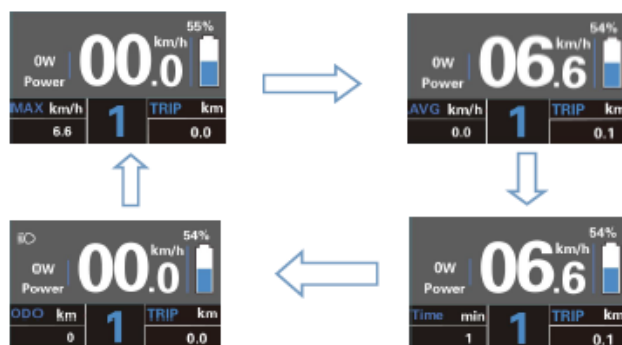 55%
km/h
0W
Power
00.0
MAX km/h
6.6
1
TRIP km
0.0
54%
km/h
0W
Power
06.6
AVG km/h
0.0
1
TRIP km
0.1
54%
km/h
0W
Power
00.0
ODO km
0
1
TRIP km
0.0
54%
km/h
0W
Power
06.6
Time min
1
1
TRIP km
0.1